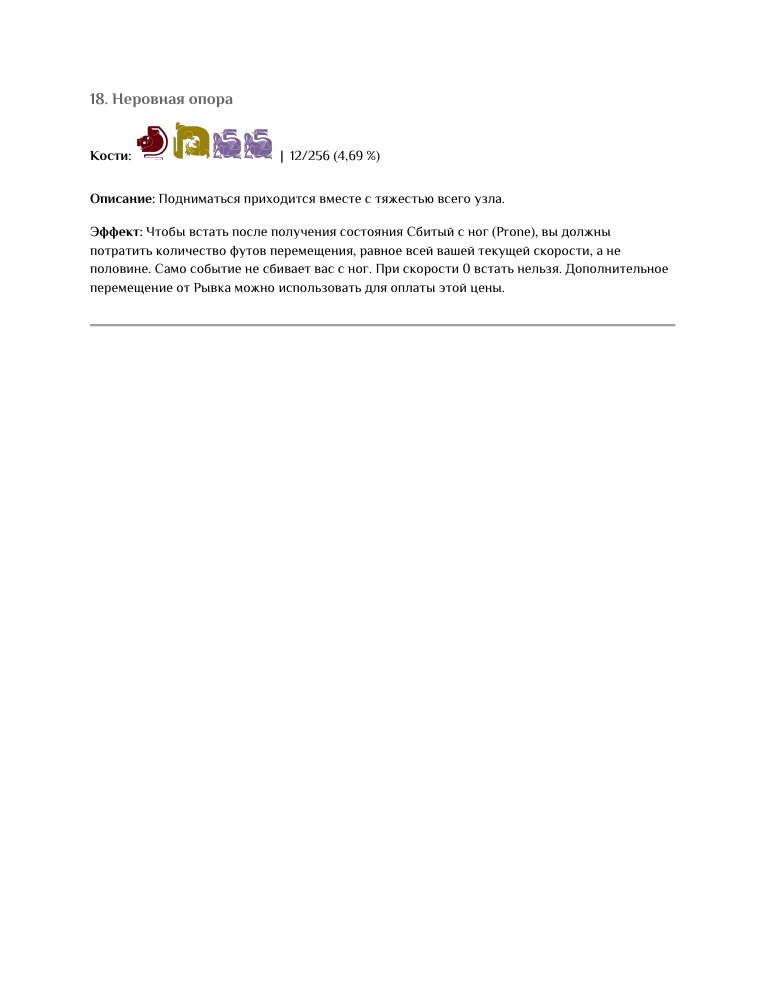 18. Неровная опора
Кости: | 12/256 (4,69 %)
Описание: Подниматься приходится вместе с тяжестью всего узла.
Эффект: Чтобы встать после получения состояния Сбитый с ног (Prone), вы должны
потратить количество футов перемещения, равное всей вашей текущей скорости, а не
половине. Само событие не сбивает вас с ног. При скорости 0 встать нельзя. Дополнительное
перемещение от Рывка можно использовать для оплаты этой цены.